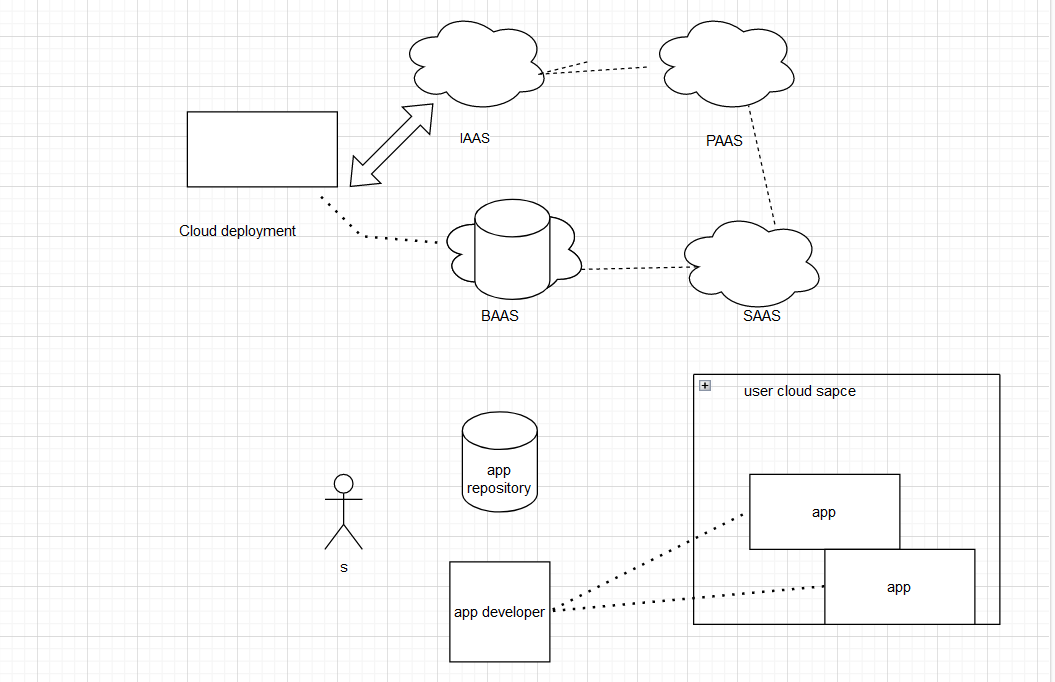 IAAS
PAAS
Cloud deployment
BAAS
SAAS
user cloud sapce
app
repository
app
s
app developer
app